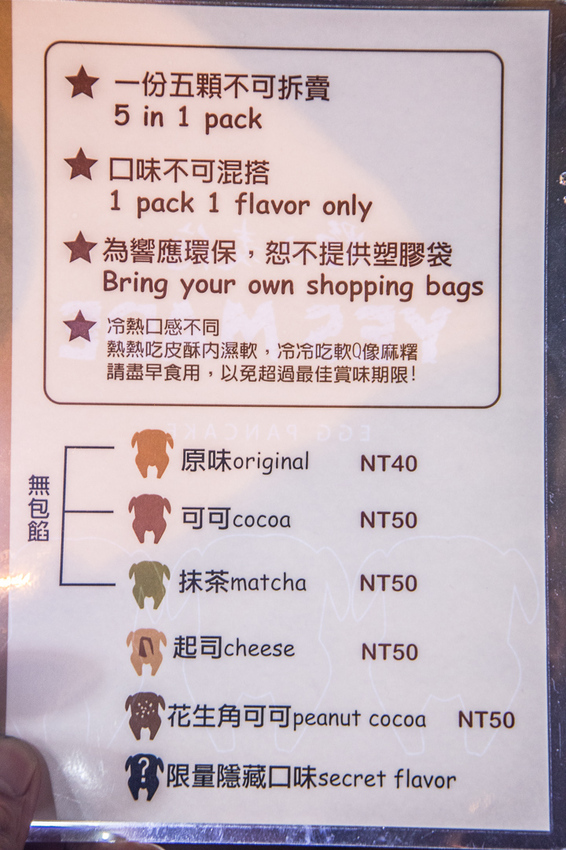 ★ 一份五顆不可拆賣
5 in 1 pack
★ 口味不可混搭
1 pack 1 flavor only
★ 為響應環保，恕不提供塑膠袋
Bring your own shopping bags
★ 冷熱口感不同
熱熱吃皮酥内濕軟，冷冷吃軟Q像麻糬
請盡早食用，以免超過最佳賞味期限!
無包餡
原味original NT40
可可cocoa NT50
抹茶matcha NT50
起司cheese NT50
花生角可可peanut cocoa NT50
? 限量隱藏口味secret flavor